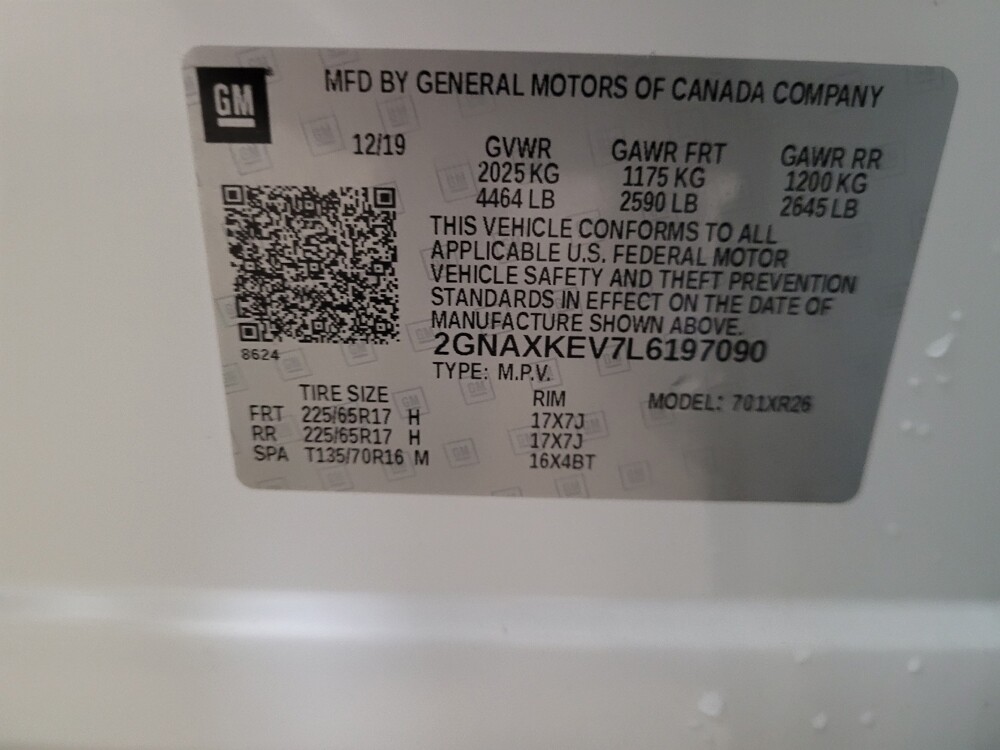 GM
MFD BY GENERAL MOTORS OF CANADA COMPANY
12/19 GVWR GAWR FRT GAWR RR
2025 KG 1175 KG 1200 KG
4464 LB 2590 LB 2645 LB
THIS VEHICLE CONFORMS TO ALL
APPLICABLE U.S. FEDERAL MOTOR
VEHICLE SAFETY AND THEFT PREVENTION
STANDARDS IN EFFECT ON THE DATE OF
MANUFACTURE SHOWN ABOVE.
8624
2GNAXKEV7L6197090
TYPE: M.P.V.
TIRE SIZE RIM MODEL: 701XR26
FRT 225/65R17 H 17X7J
RR 225/65R17 H 17X7J
SPA T135/70R16 M 16X4BT